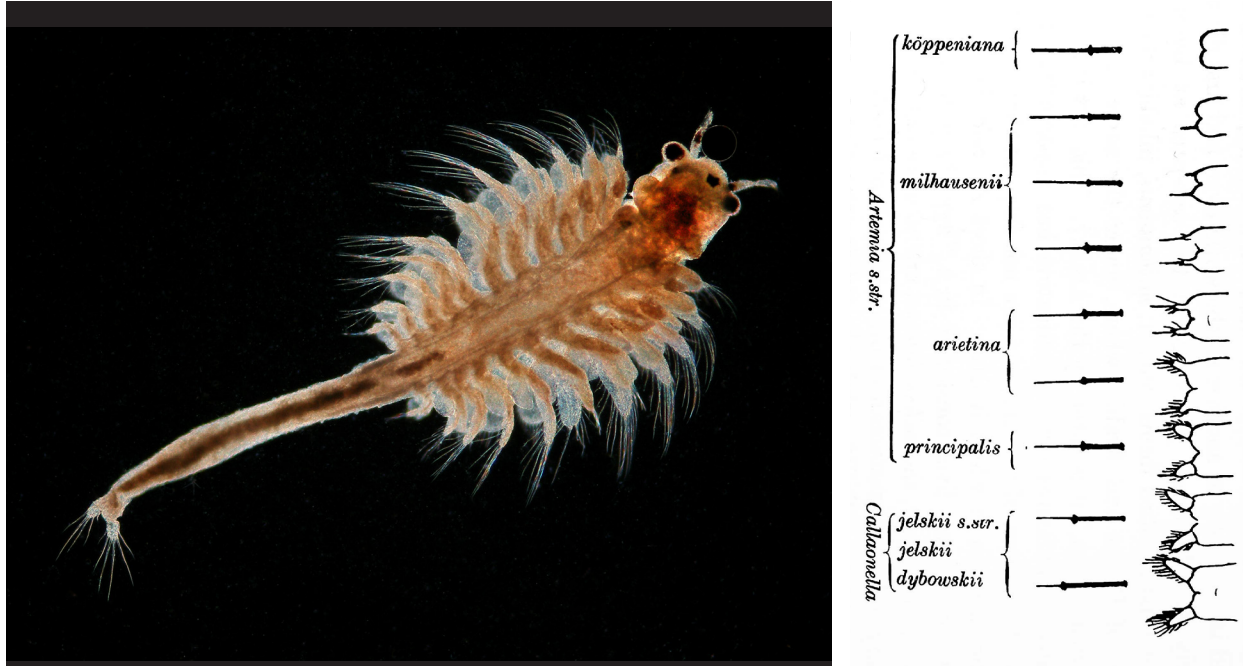 köppeniana
milhausenii
Artemia s.str.
arietina
principalis
Callaonella
jelskii s.str.
jelskii
dybowskii